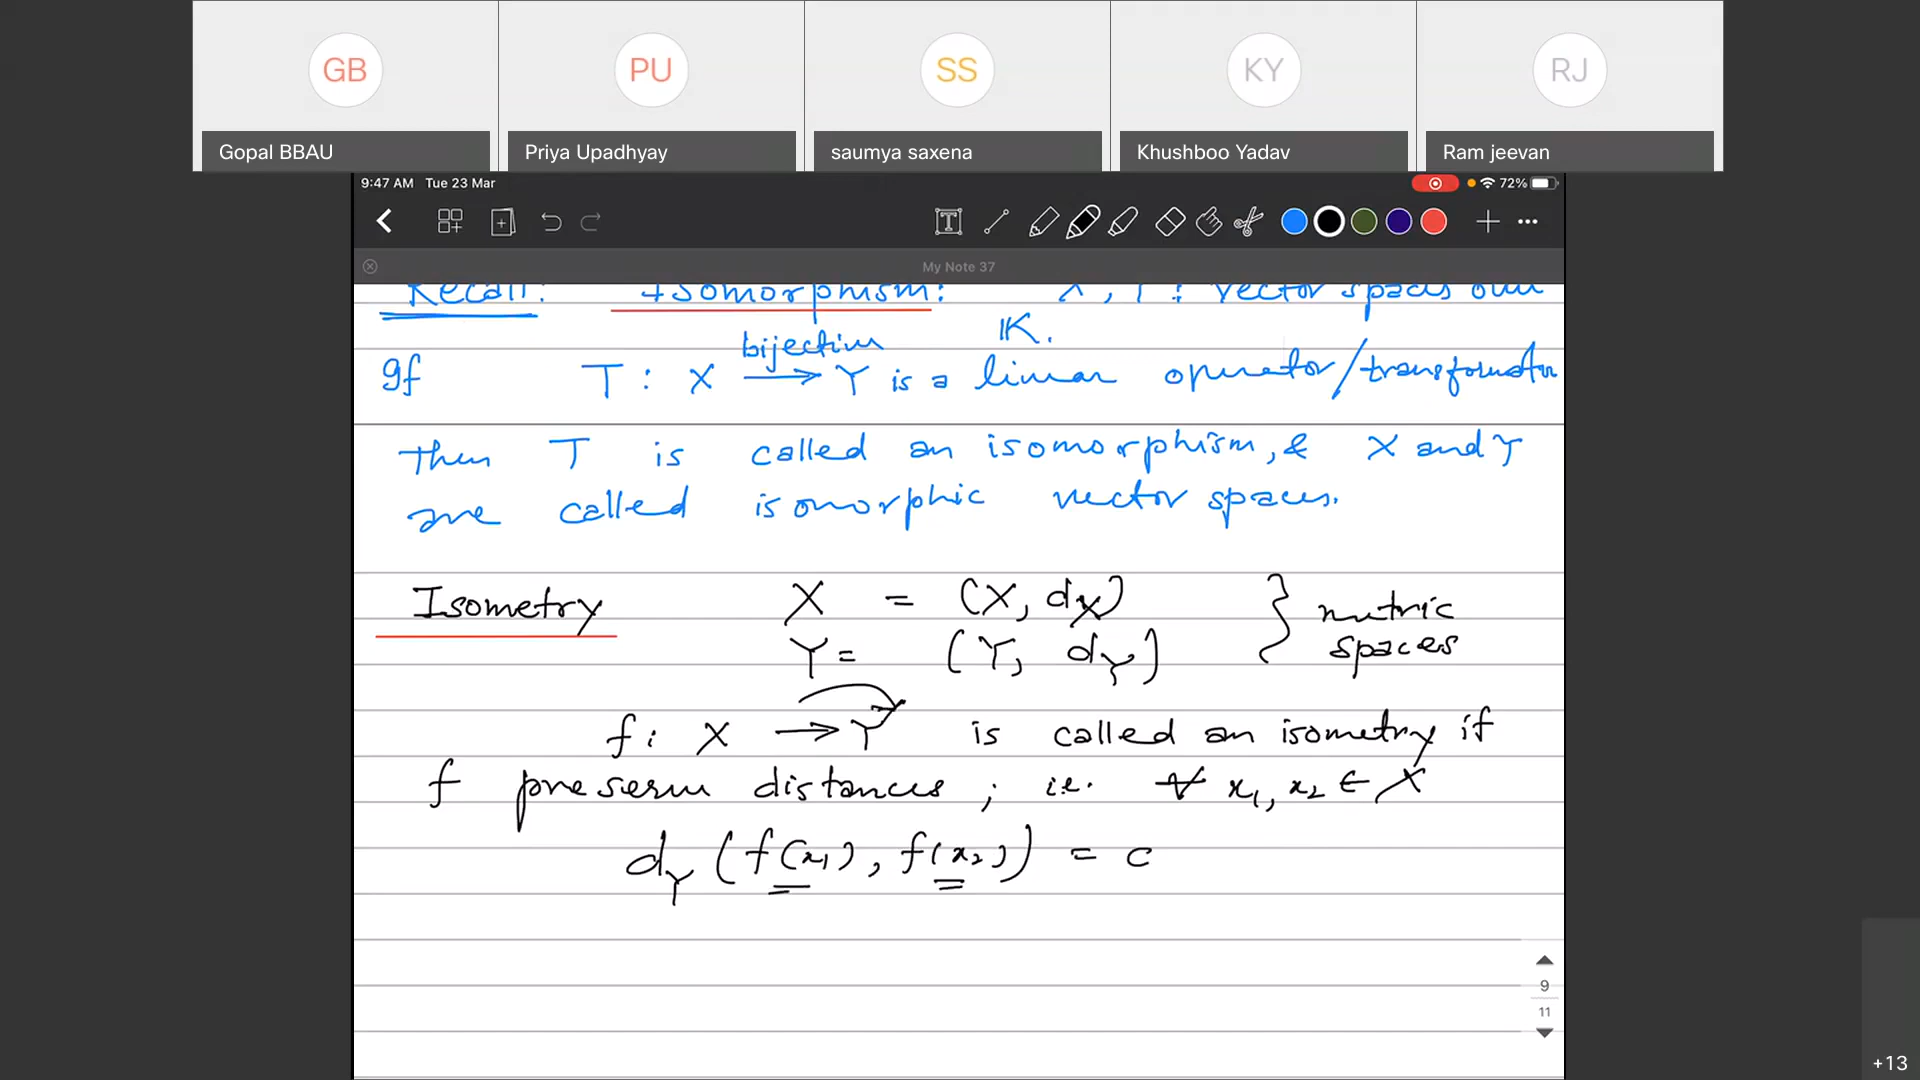 GB PU SS KY RJ
Gopal BBAU Priya Upadhyay saumya saxena Khushboo Yadav Ram jeevan
9:47 AM Tue 23 Mar 72%
My Note 37
Recall: Isomorphism: X, Y : vector spaces over
IK.
If T : X bijection → Y is a linear operator/transformation
Then T is called an isomorphism, & X and Y
are called isomorphic vector spaces.
Isometry X = (X, dX) } metric
Y = (Y, dY) spaces
f: X → Y is called an isometry if
f preserves distances; i.e. ∀ x1, x2 ∈ X
dY (f(x1), f(x2)) = c
9
11
+13